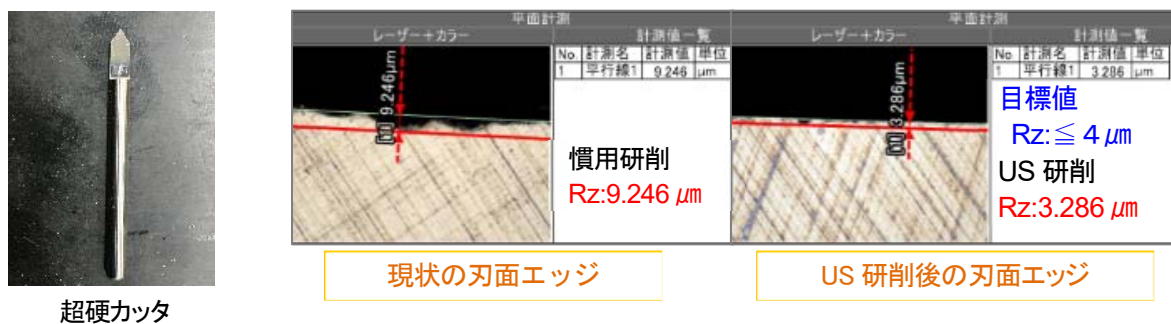 超硬カッタ
平面計測
レーザー+カラー
計測値一覧
No. 計測名 計測値 単位
1 平行線1 9.246 μm
[1] 9.246μm
慣用研削
Rz:9.246 ㎛
現状の刃面エッジ
平面計測
レーザー+カラー
計測値一覧
No. 計測名 計測値 単位
1 平行線1 3.286 μm
[1] 3.286μm
目標値
Rz:≦ 4 ㎛
US 研削
Rz:3.286 ㎛
US 研削後の刃面エッジ